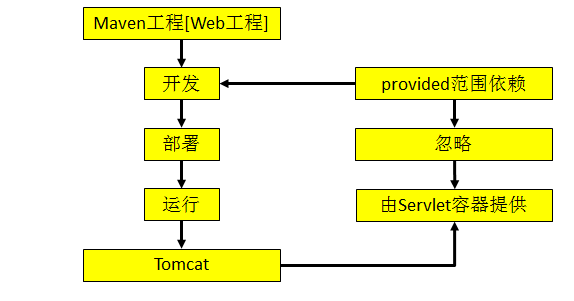 Maven工程[Web工程]
开发
provided范围依赖
部署
忽略
运行
由Servlet容器提供
Tomcat